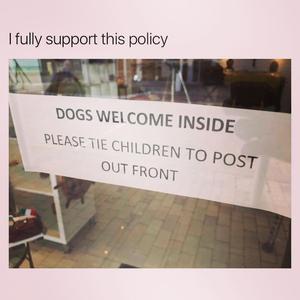 I fully support this policy
DOGS WELCOME INSIDE
PLEASE TIE CHILDREN TO POST
OUT FRONT